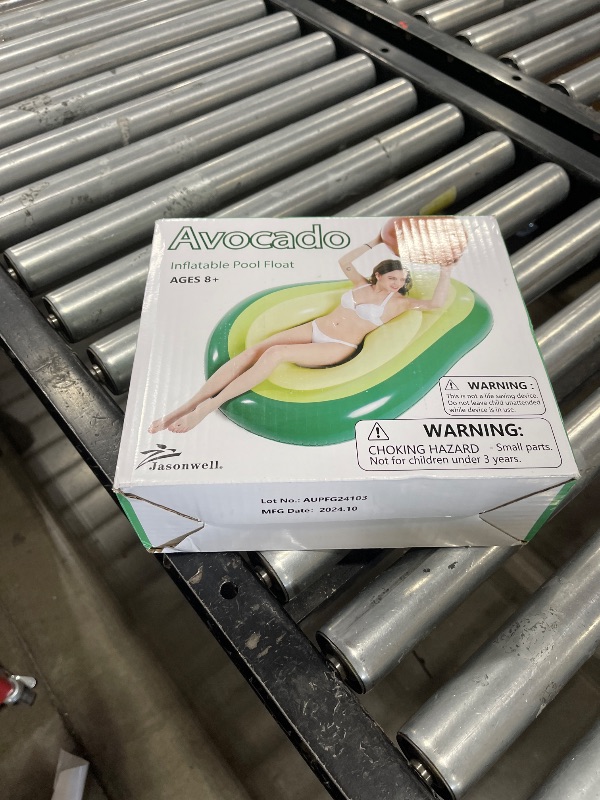 Avocado
Inflatable Pool Float
AGES 8+
WARNING :
This is not a life saving device.
Do not leave child unattended
while device is in use.
WARNING:
CHOKING HAZARD - Small parts.
Not for children under 3 years.
Jasonwell®
Lot No.: AUPFG24103
MFG Date: 2024.10